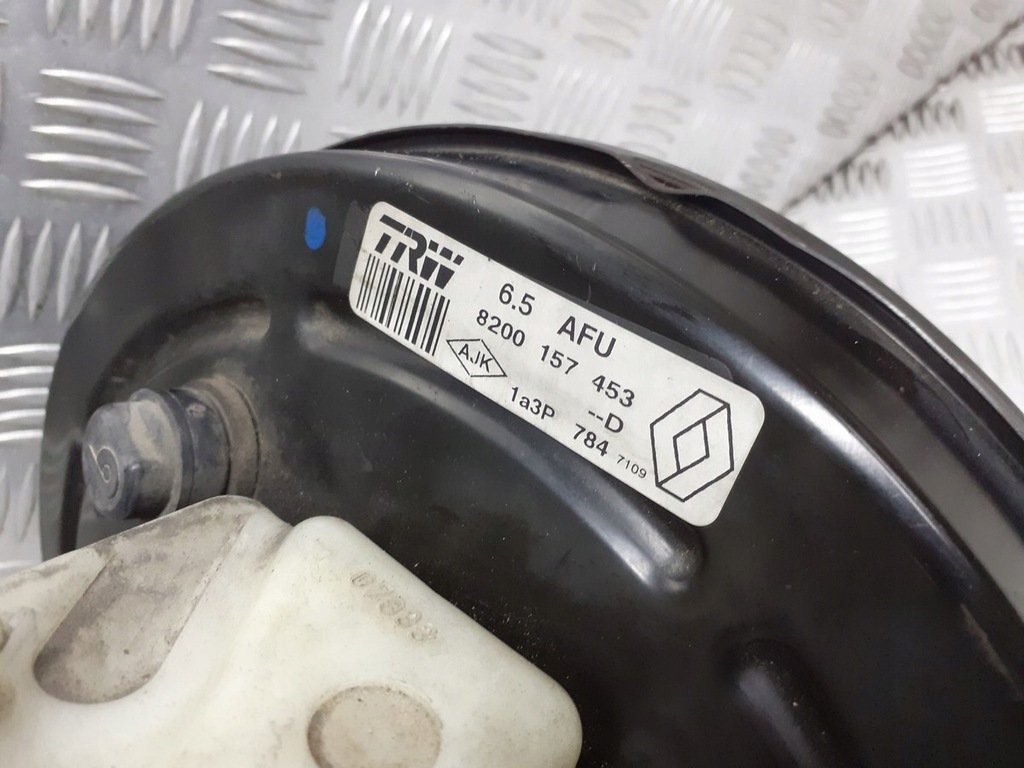 TRW
6.5 AFU
8200 157 453
AJK
--D
1a3P 784 7109